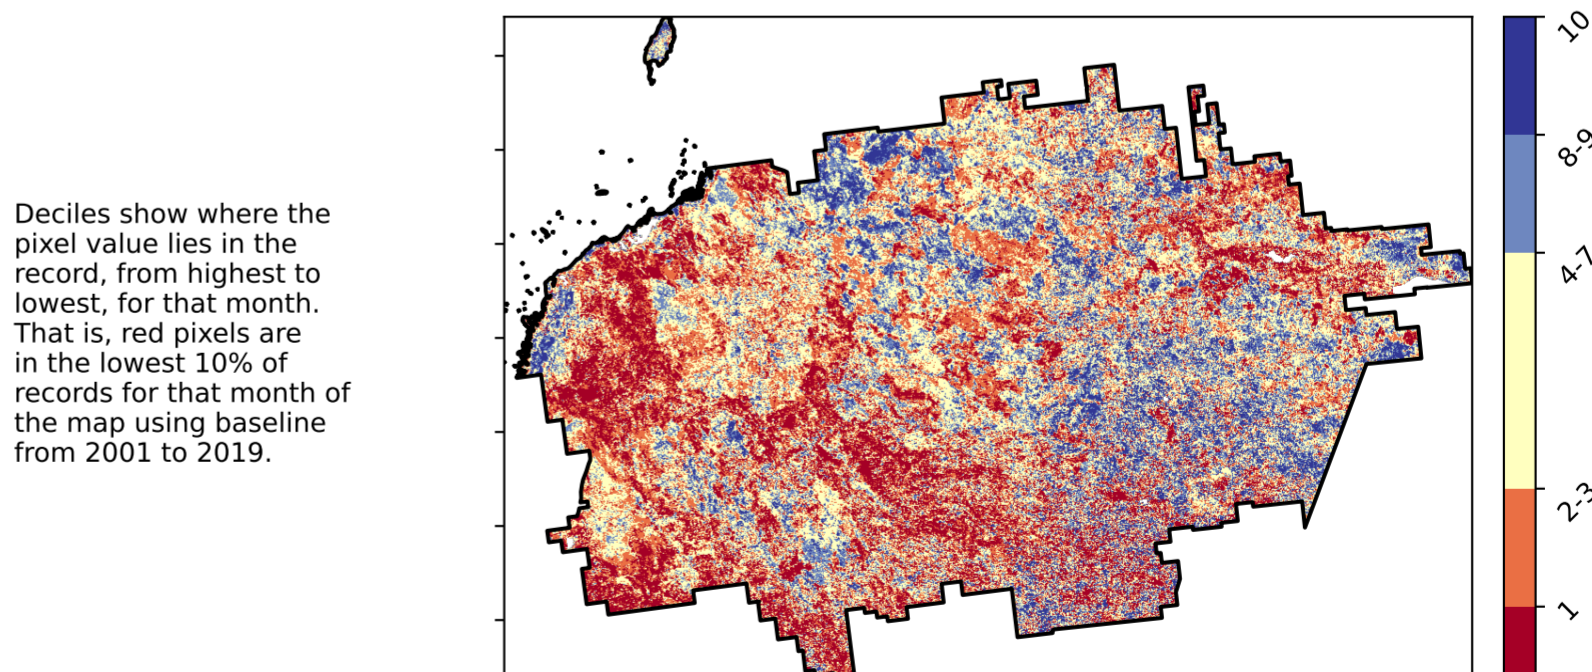 Deciles show where the
pixel value lies in the
record, from highest to
lowest, for that month.
That is, red pixels are
in the lowest 10% of
records for that month of
the map using baseline
from 2001 to 2019.
10
8-9
4-7
2-3
1